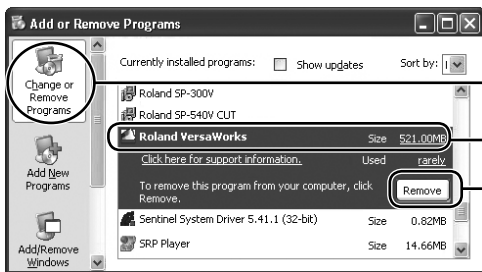 Add or Remove Programs
Change or
Remove
Programs
Currently installed programs:
Show updates
Sort by:
Roland SP-300V
Roland SP-540V CUT
Roland VersaWorks Size 521.00MB
Click here for support information. Used rarely
To remove this program from your computer, click
Remove.
Remove
Add New
Programs
Sentinel System Driver 5.41.1 (32-bit) Size 0.82MB
SRP Player Size 14.66MB
Add/Remove
Windows